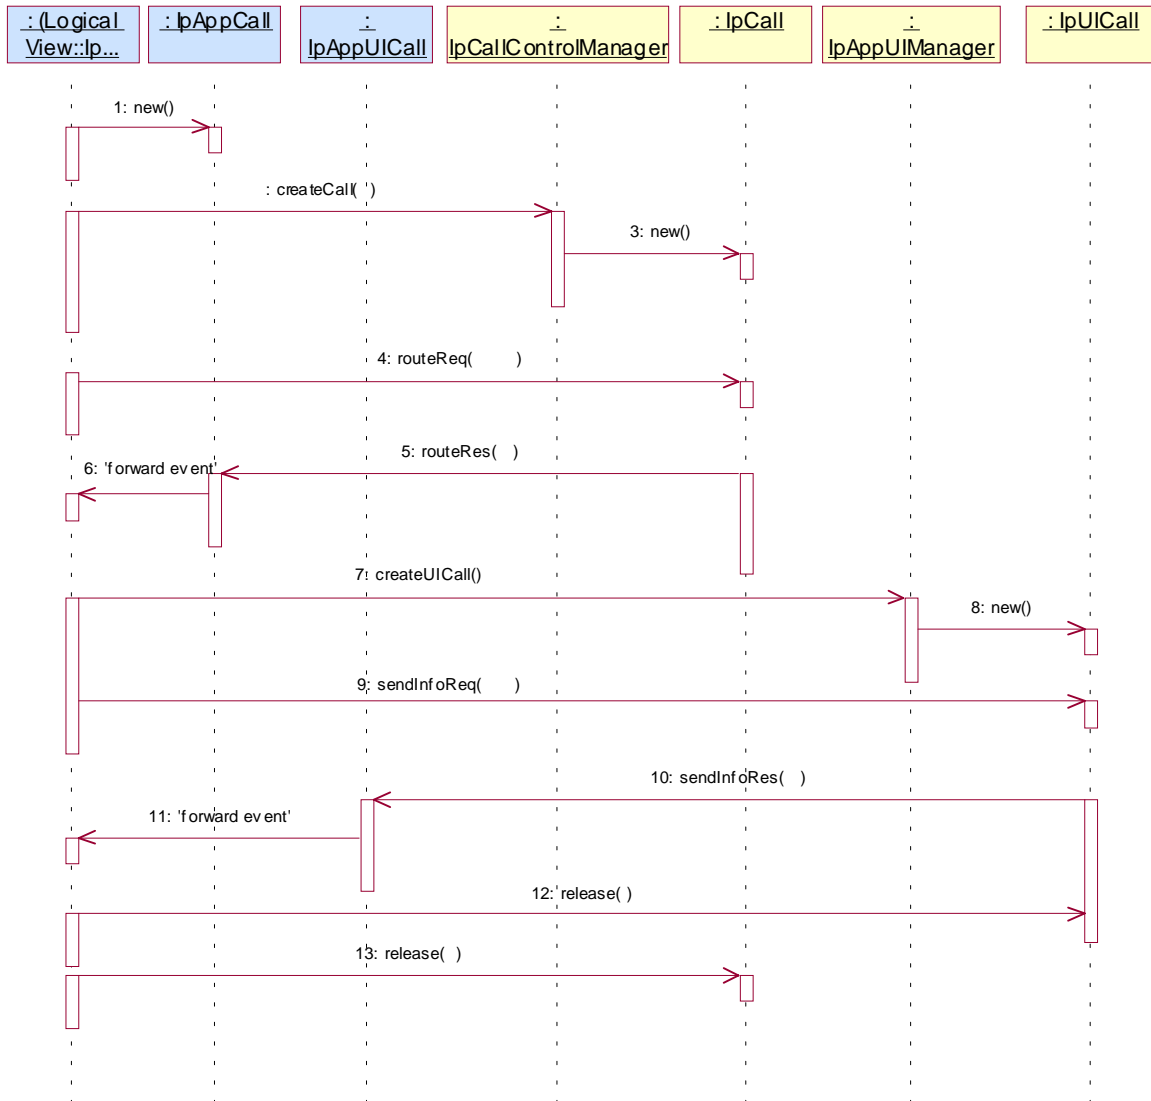 : (Logical
View::Ip...
: IpAppCall
:
IpAppUICall
:
IpCallControlManager
: IpCall
:
IpAppUIManager
: IpUICall
1: new()
: createCall( )
3: new()
4: routeReq( )
5: routeRes( )
6: 'forward event'
7: createUICall()
8: new()
9: sendInfoReq( )
10: sendInfoRes( )
11: 'forward event'
12: release( )
13: release( )